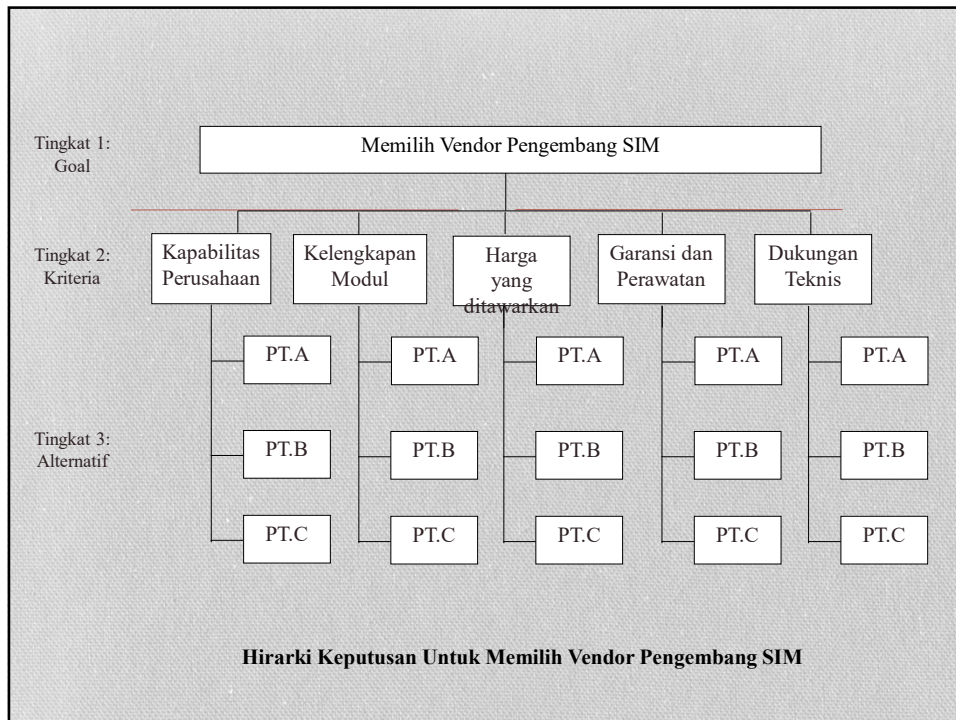 Tingkat 1:
Goal
Memilih Vendor Pengembang SIM
Tingkat 2:
Kriteria
Kapabilitas
Perusahaan
Kelengkapan
Modul
Harga
yang
ditawarkan
Garansi dan
Perawatan
Dukungan
Teknis
PT.A
PT.A
PT.A
PT.A
PT.A
Tingkat 3:
Alternatif
PT.B
PT.B
PT.B
PT.B
PT.B
PT.C
PT.C
PT.C
PT.C
PT.C
Hirarki Keputusan Untuk Memilih Vendor Pengembang SIM